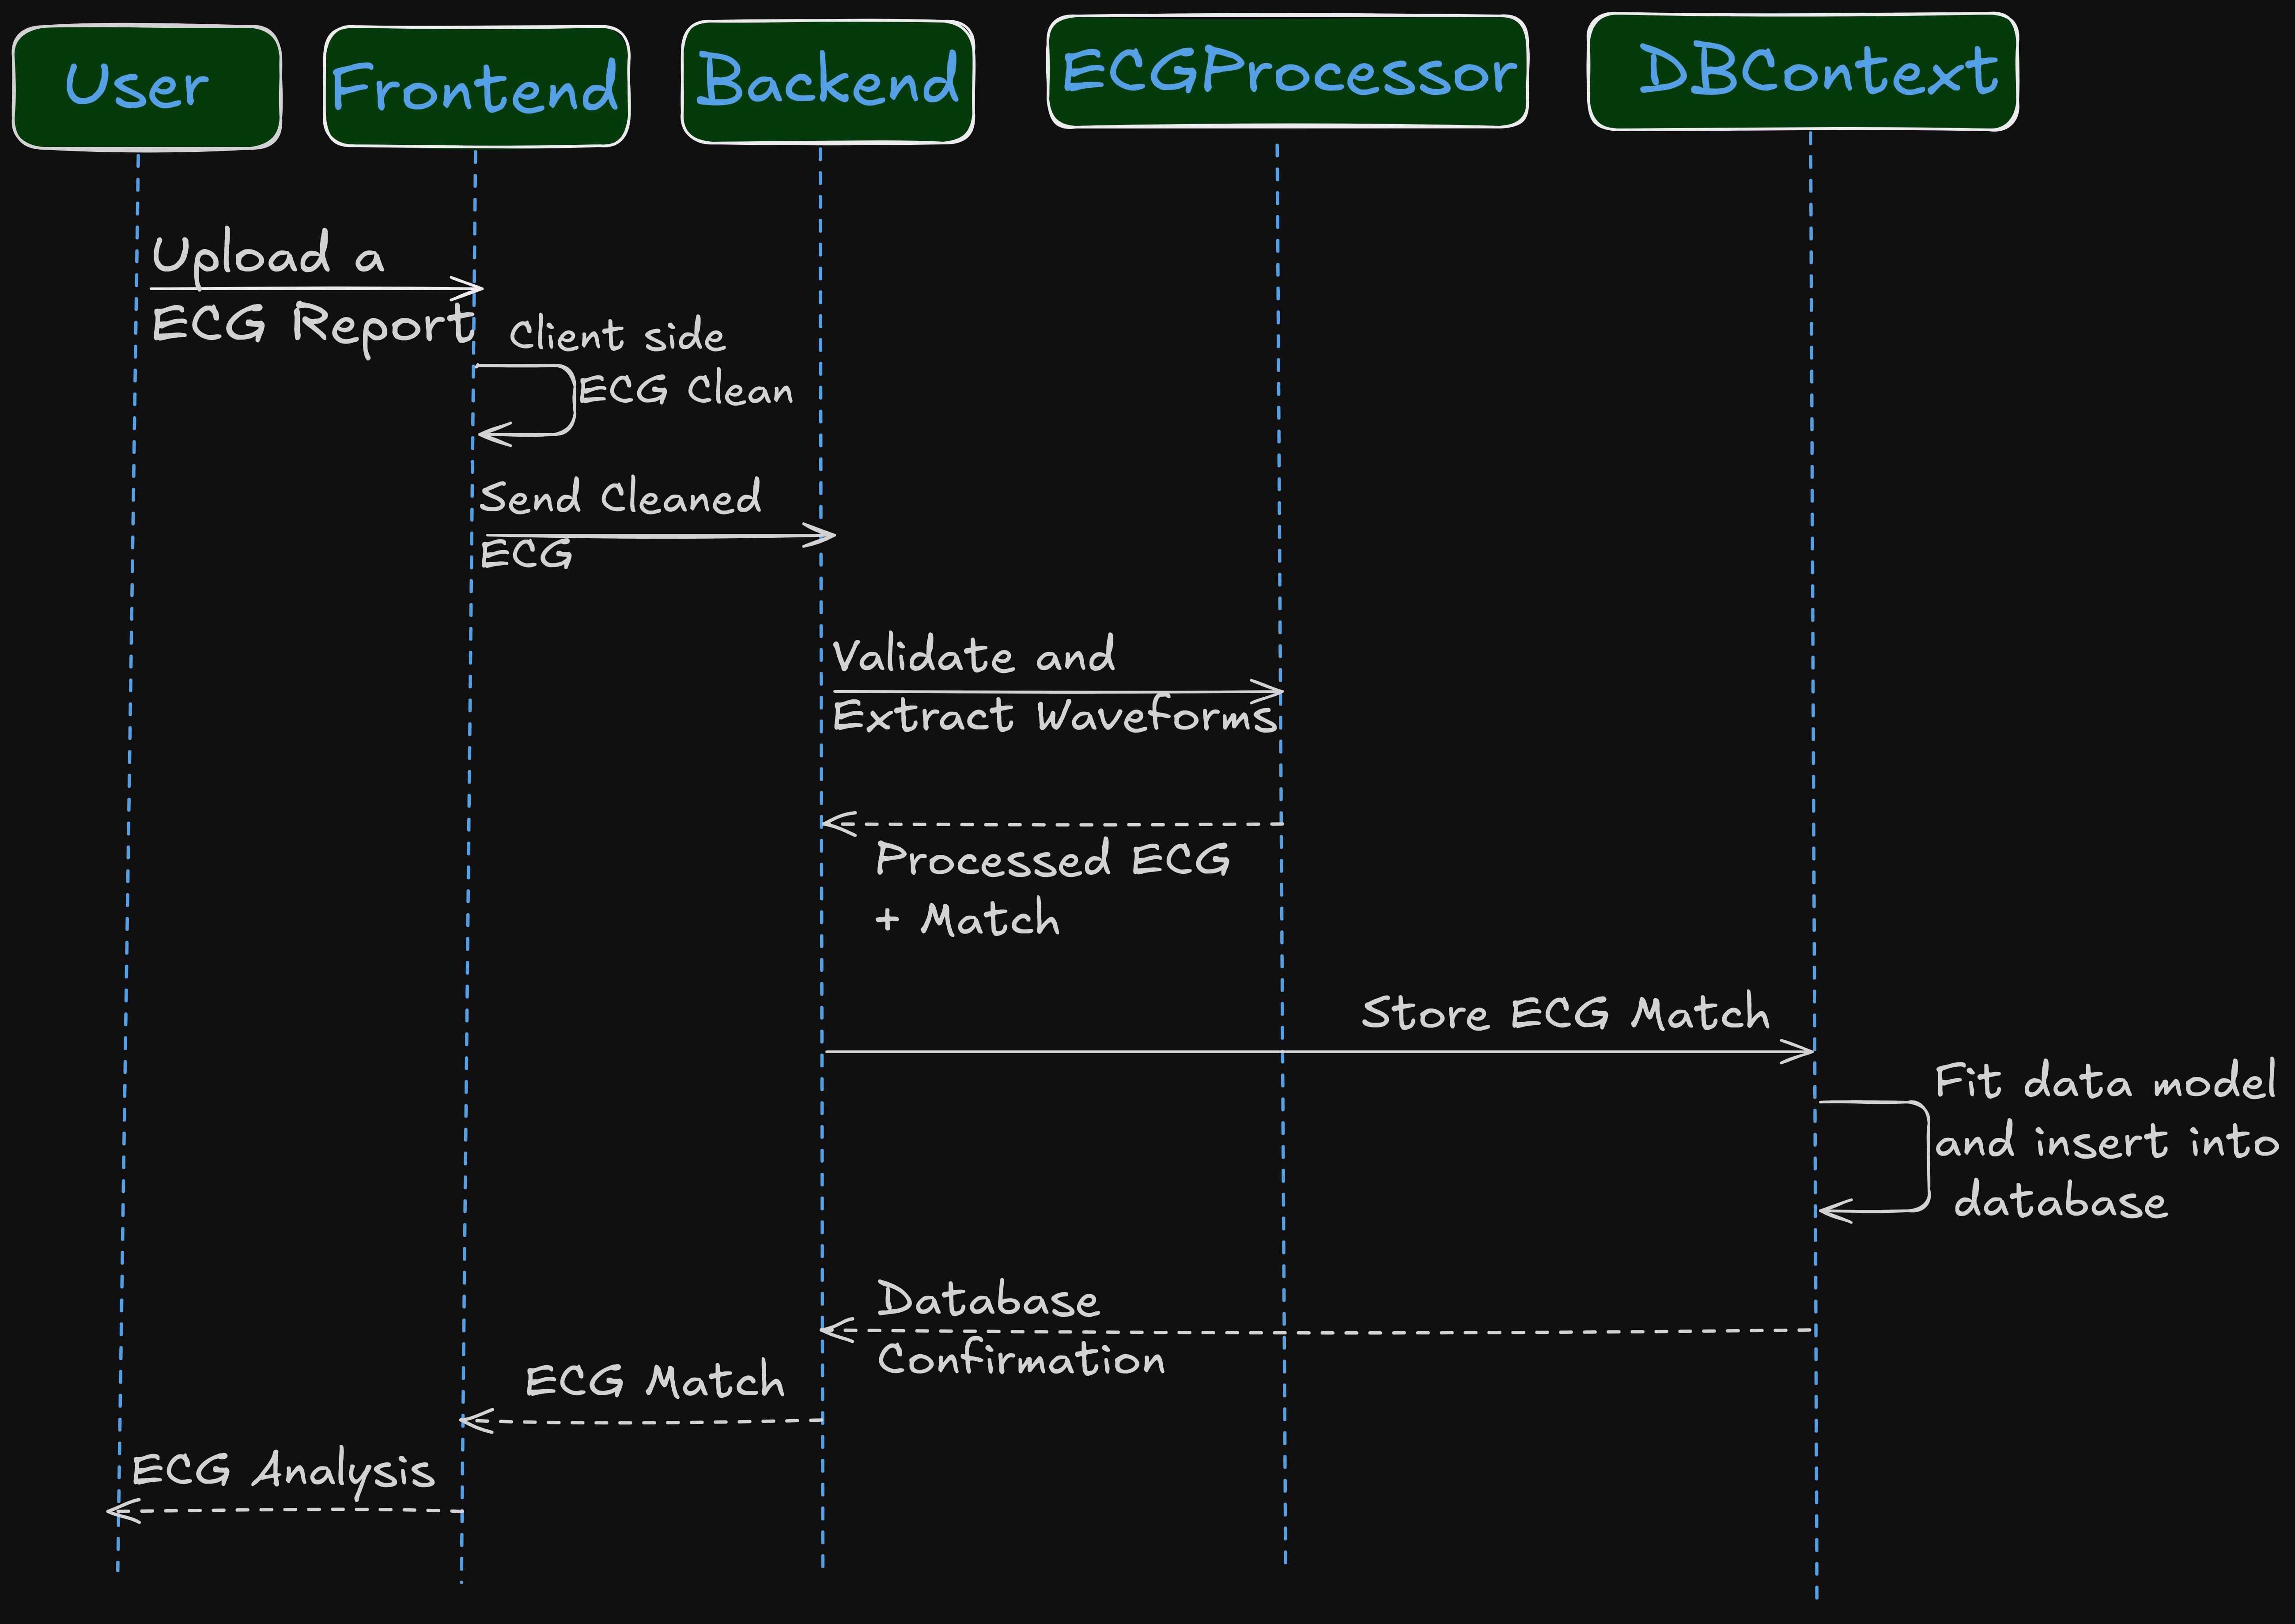 User
Frontend
Backend
ECGProcessor
DBContext
Upload a
ECG Report
Client side
ECG Clean
Send Cleaned
ECG
Validate and
Extract Waveforms
Processed ECG
+ Match
Store ECG Match
Fit data model
and insert into
database
Database
Confirmation
ECG Match
ECG Analysis